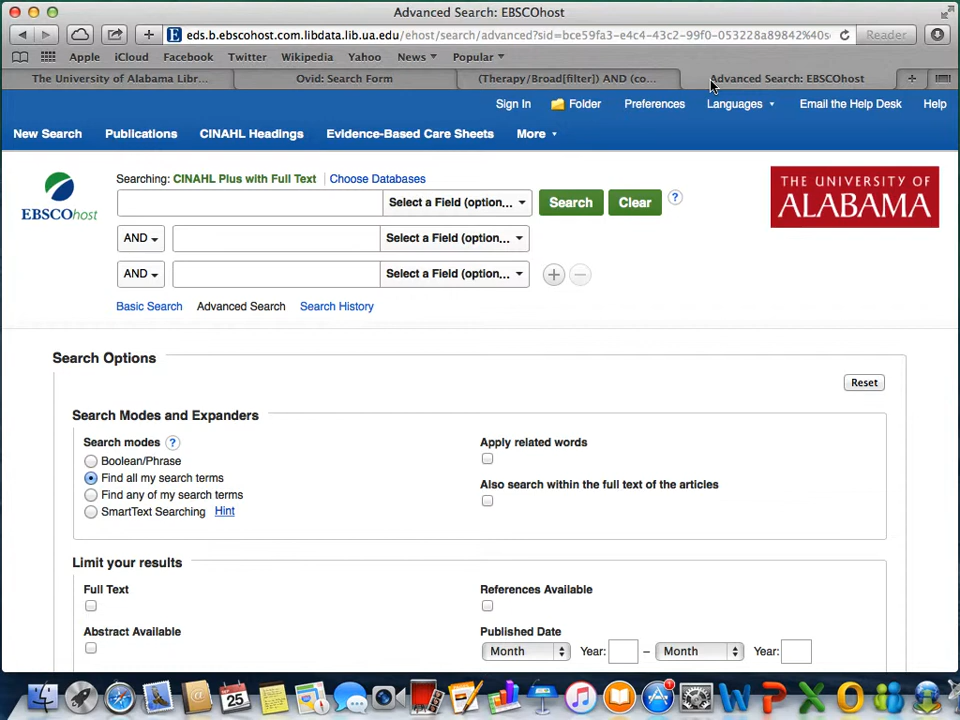 Advanced Search: EBSCOhost
eds.b.ebscohost.com.libdata.lib.ua.edu/ehost/search/advanced?sid=bce59fa3-e4c4-43c2-99f0-053228a89842%40s
Reader
Apple iCloud Facebook Twitter Wikipedia Yahoo News Popular
The University of Alabama Libr... Ovid: Search Form (Therapy/Broad[filter]) AND (co... Advanced Search: EBSCOhost
Sign In Folder Preferences Languages Email the Help Desk Help
New Search Publications CINAHL Headings Evidence-Based Care Sheets More
Searching: CINAHL Plus with Full Text Choose Databases
EBSCOhost
Select a Field (option... Search Clear ?
THE UNIVERSITY OF
ALABAMA
AND Select a Field (option...
AND Select a Field (option...
Basic Search Advanced Search Search History
Search Options
Reset
Search Modes and Expanders
Search modes ?
Boolean/Phrase
Find all my search terms
Find any of my search terms
SmartText Searching Hint
Apply related words
Also search within the full text of the articles
Limit your results
Full Text
References Available
Abstract Available
Published Date
Month Year: – Month Year: